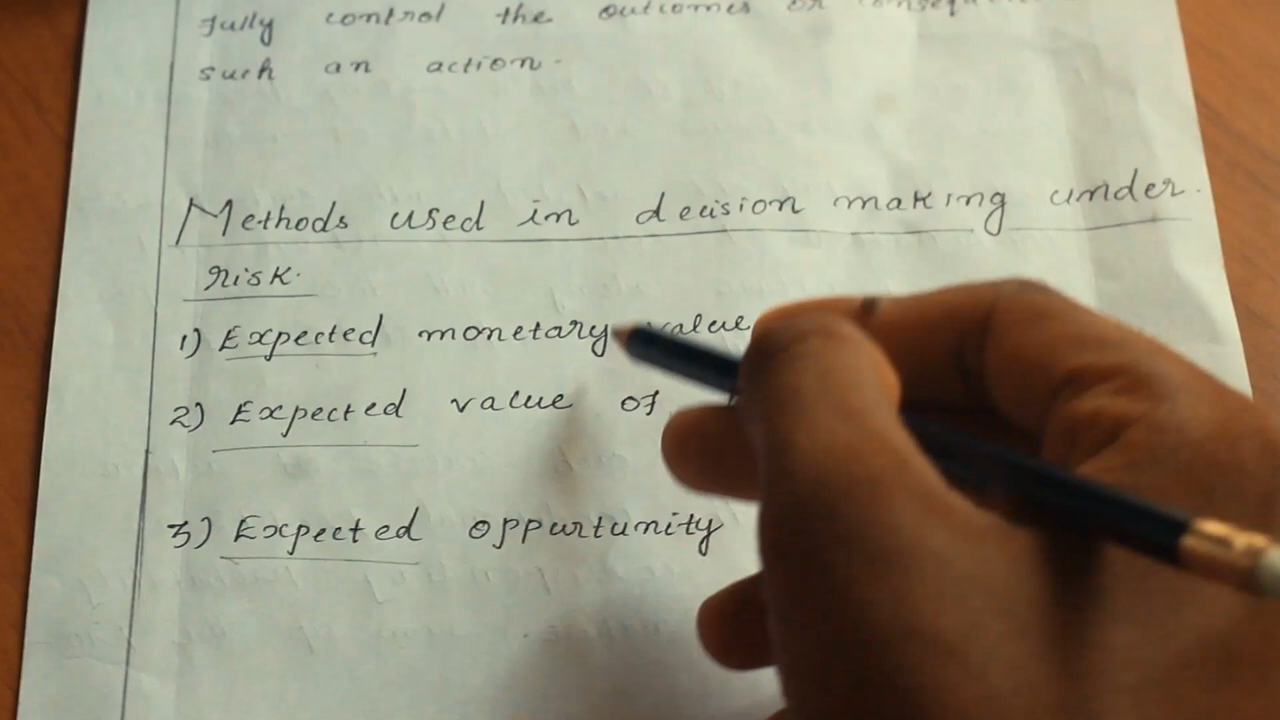 fully control the outcomes or
such an action.
Methods used in decision making under.
risk.
1) Expected monetary value
2) Expected value of
3) Expected oppurtunity